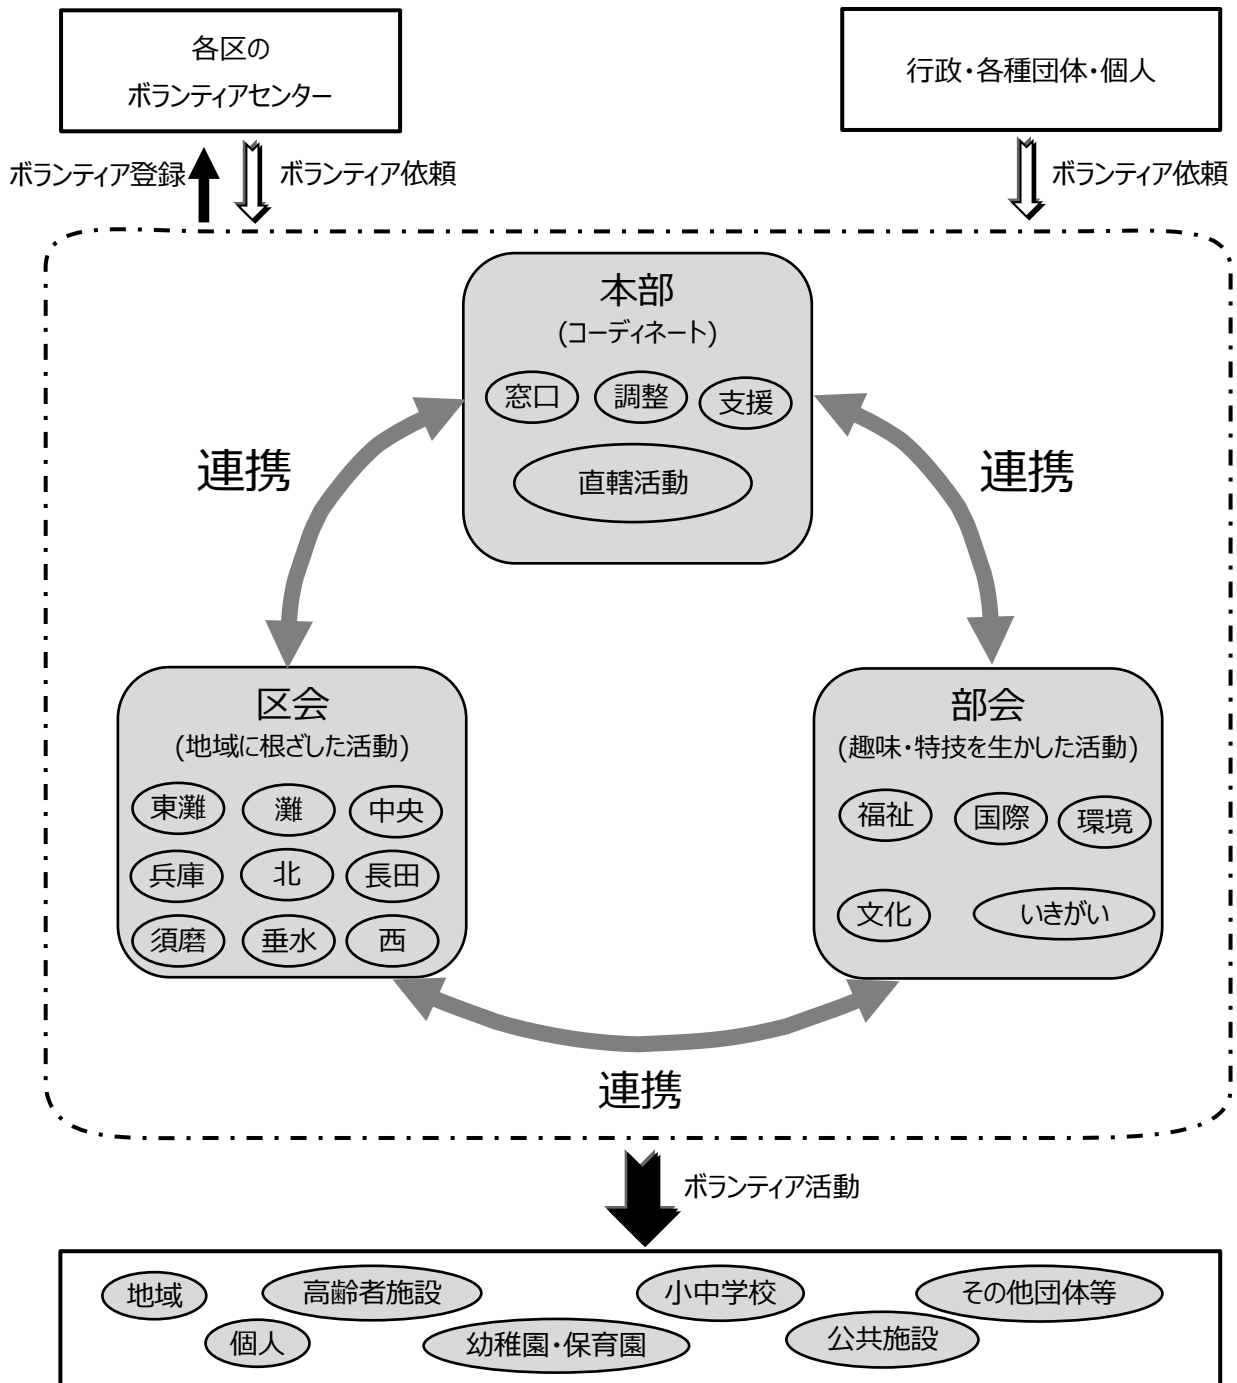 各区の
ボランティアセンター
行政・各種団体・個人
ボランティア登録
ボランティア依頼
ボランティア依頼
本部
(コーディネート)
窓口
調整
支援
直轄活動
連携
連携
区会
(地域に根ざした活動)
東灘
灘
中央
兵庫
北
長田
須磨
垂水
西
部会
(趣味・特技を生かした活動)
福祉
国際
環境
文化
いきがい
連携
ボランティア活動
地域
高齢者施設
小中学校
その他団体等
個人
幼稚園・保育園
公共施設